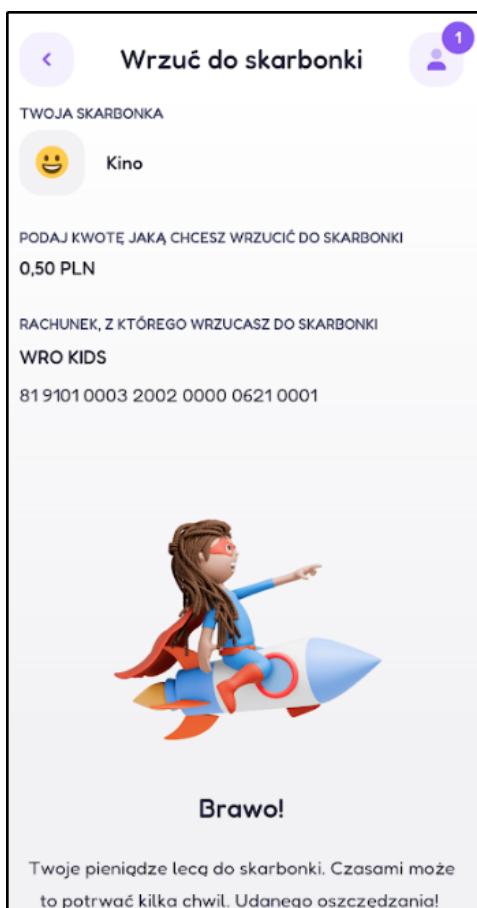 Wrzuć do skarbonki
1
TWOJA SKARBONKA
Kino
PODAJ KWOTĘ JAKĄ CHCESZ WRZUCIĆ DO SKARBONKI
0,50 PLN
RACHUNEK, Z KTÓREGO WRZUCASZ DO SKARBONKI
WRO KIDS
81 9101 0003 2002 0000 0621 0001
Brawo!
Twoje pieniądze lecą do skarbonki. Czasami może
to potrwać kilka chwil. Udanego oszczędzania!